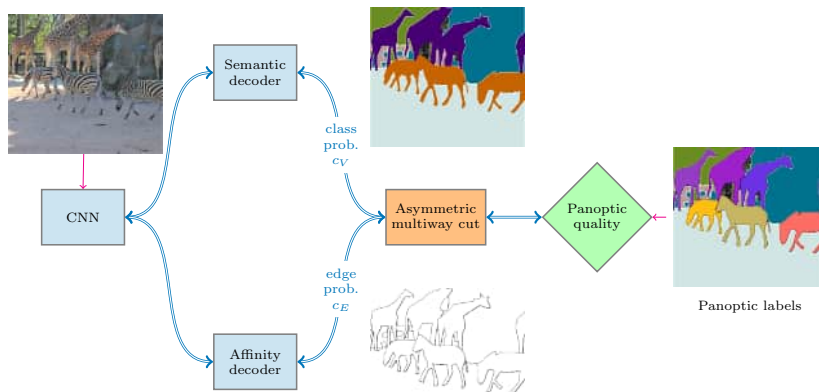 Semantic
decoder
class
prob.
c_V
CNN
Asymmetric
multiway cut
Panoptic
quality
edge
prob.
c_E
Panoptic labels
Affinity
decoder